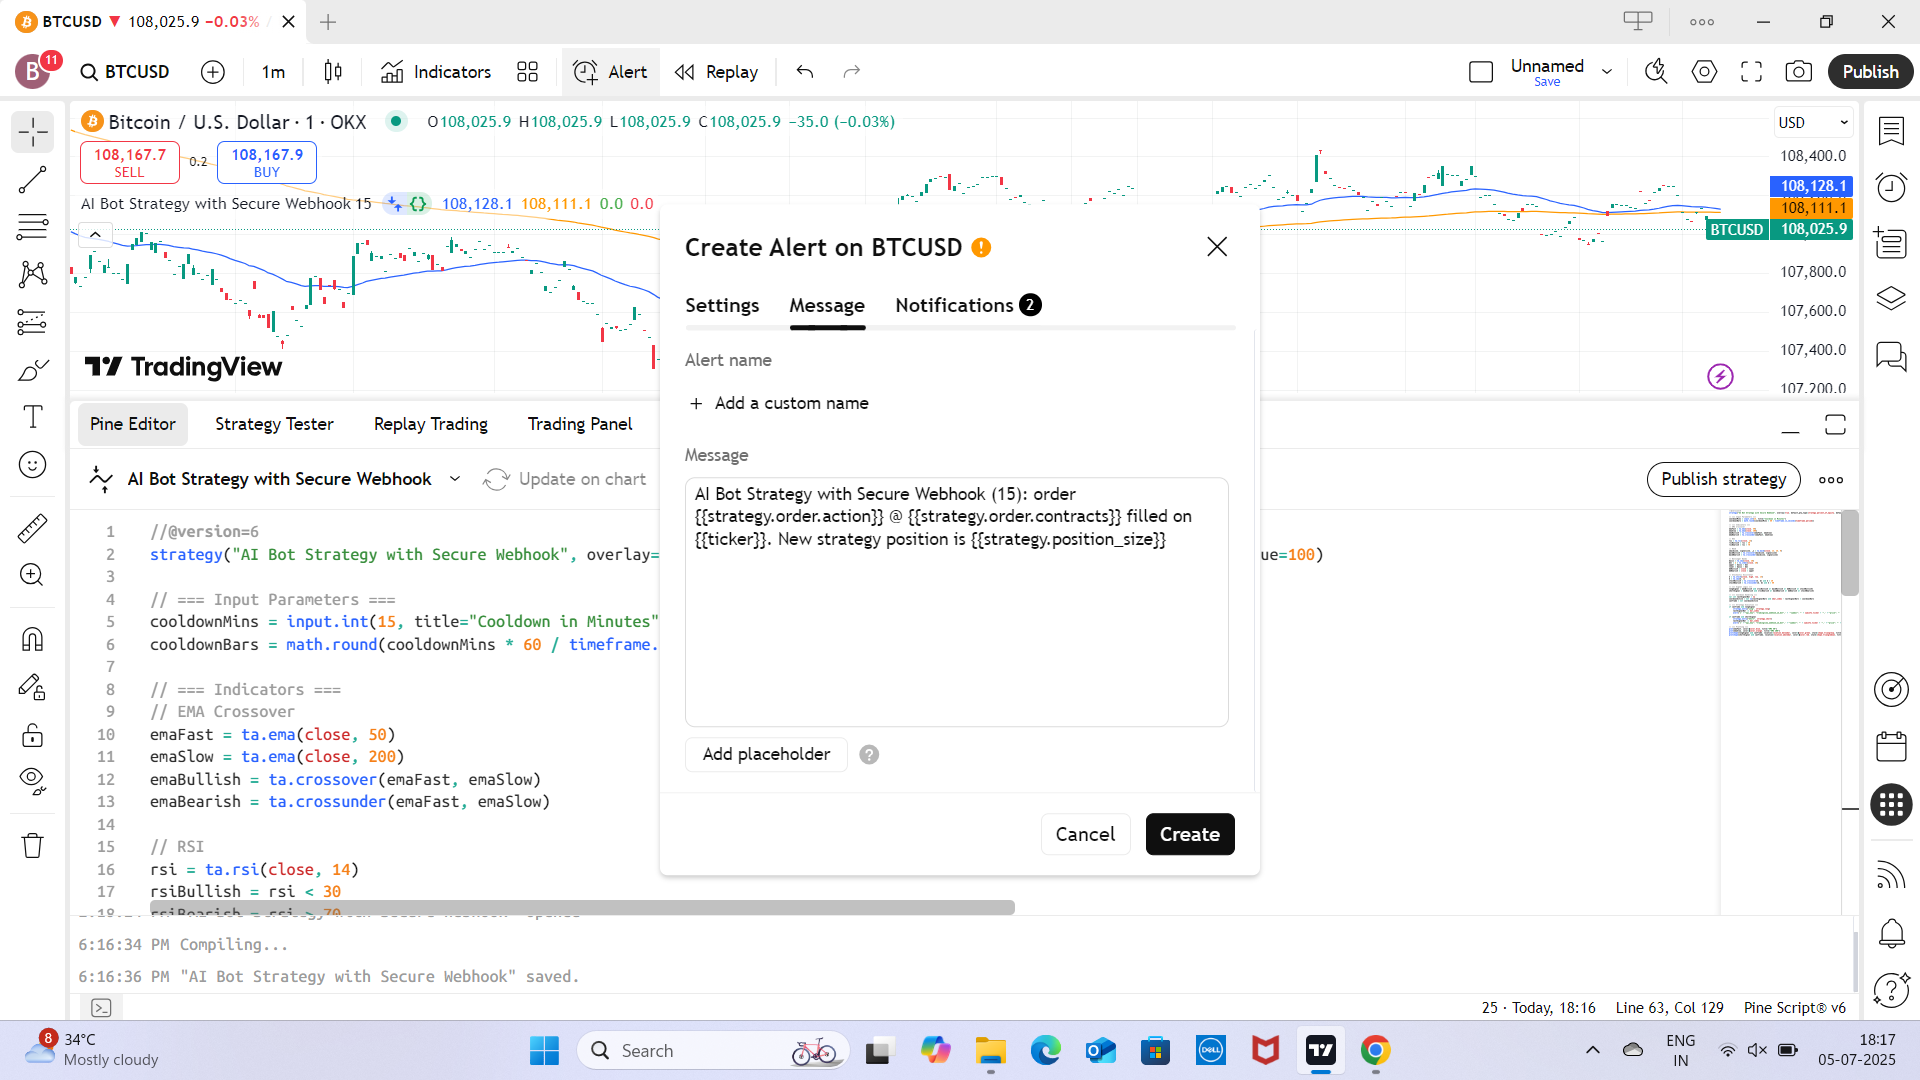 BTCUSD ▼ 108,025.9 −0.03% /
B 11
BTCUSD
1m
Indicators
Alert
Replay
Unnamed
Save
Publish
Bitcoin / U.S. Dollar · 1 · OKX
O108,025.9 H108,025.9 L108,025.9 C108,025.9 −35.0 (−0.03%)
USD
108,167.7
SELL
0.2
108,167.9
BUY
108,400.0
108,128.1
108,111.1
BTCUSD 108,025.9
107,800.0
107,600.0
107,400.0
107,200.0
AI Bot Strategy with Secure Webhook 15
108,128.1 108,111.1 0.0 0.0
TradingView
Create Alert on BTCUSD
Settings
Message
Notifications 2
Alert name
+ Add a custom name
Message
AI Bot Strategy with Secure Webhook (15): order
{{strategy.order.action}} @ {{strategy.order.contracts}} filled on
{{ticker}}. New strategy position is {{strategy.position_size}}
Add placeholder
?
Cancel
Create
Pine Editor
Strategy Tester
Replay Trading
Trading Panel
AI Bot Strategy with Secure Webhook
Update on chart
Publish strategy
1 //@version=6
2 strategy("AI Bot Strategy with Secure Webhook", overlay= ue=100)
3
4 // === Input Parameters ===
5 cooldownMins = input.int(15, title="Cooldown in Minutes"
6 cooldownBars = math.round(cooldownMins * 60 / timeframe.
7
8 // === Indicators ===
9 // EMA Crossover
10 emaFast = ta.ema(close, 50)
11 emaSlow = ta.ema(close, 200)
12 emaBullish = ta.crossover(emaFast, emaSlow)
13 emaBearish = ta.crossunder(emaFast, emaSlow)
14
15 // RSI
16 rsi = ta.rsi(close, 14)
17 rsiBullish = rsi < 30
18 rsiBearish = rsi > 70
6:16:34 PM Compiling...
6:16:36 PM "AI Bot Strategy with Secure Webhook" saved.
25 · Today, 18:16
Line 63, Col 129
Pine Script® v6
8
34°C
Mostly cloudy
Search
DELL
ENG
IN
18:17
05-07-2025